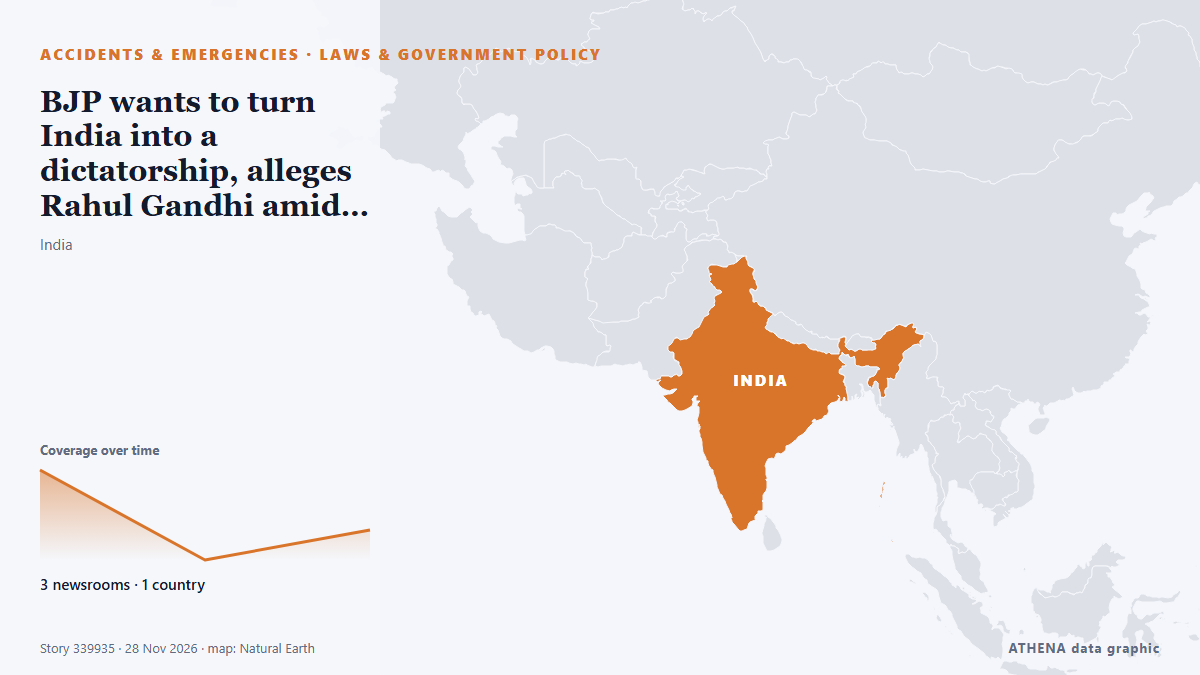 ACCIDENTS & EMERGENCIES · LAWS & GOVERNMENT POLICY
BJP wants to turn
India into a
dictatorship, alleges
Rahul Gandhi amid...
India
INDIA
Coverage over time
3 newsrooms · 1 country
Story 339935 · 28 Nov 2026 · map: Natural Earth
ATHENA data graphic